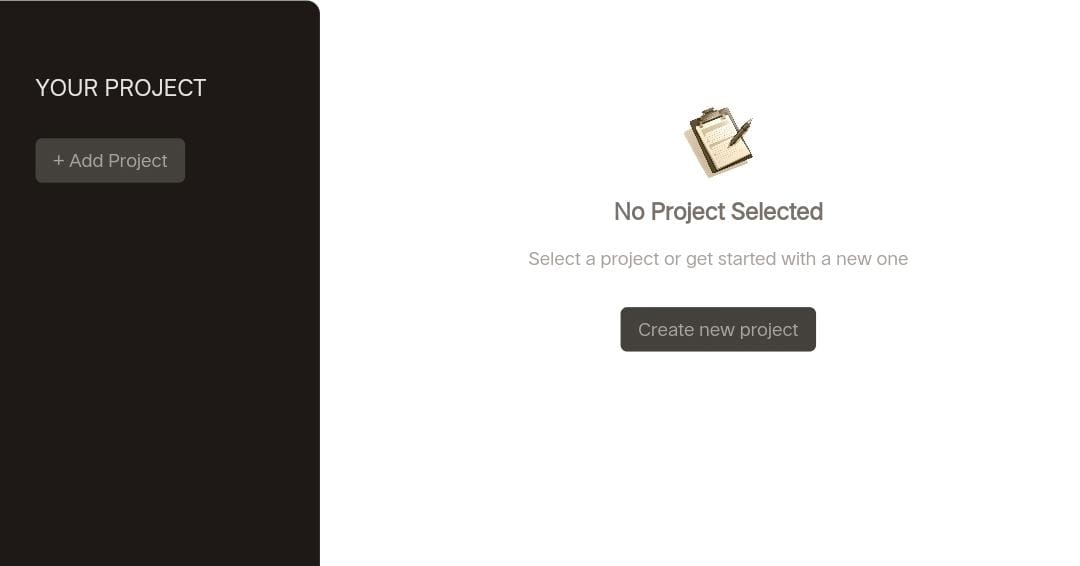 YOUR PROJECT
+ Add Project
No Project Selected
Select a project or get started with a new one
Create new project